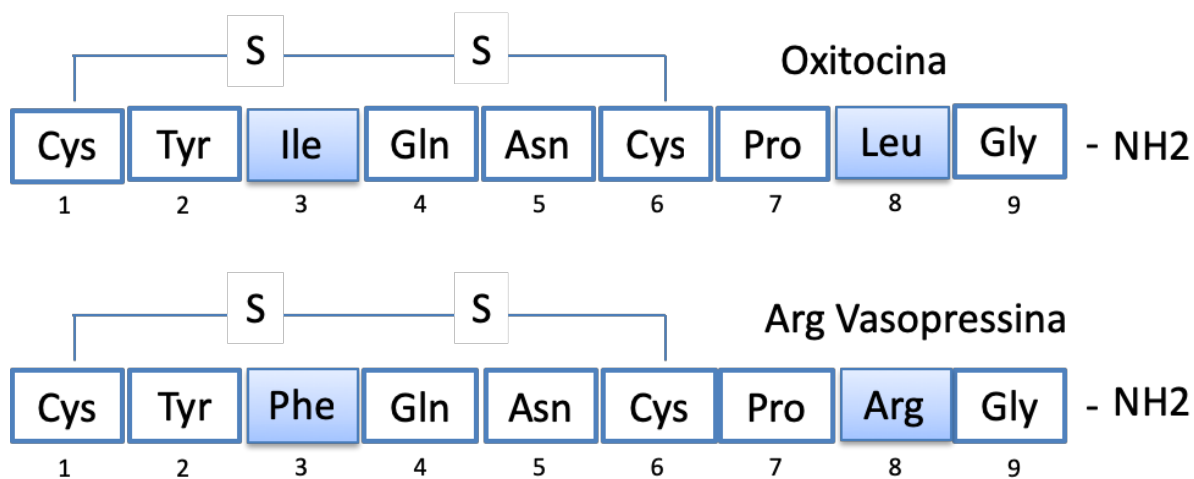 S S Oxitocina
Cys Tyr Ile Gln Asn Cys Pro Leu Gly - NH2
1 2 3 4 5 6 7 8 9
S S Arg Vasopressina
Cys Tyr Phe Gln Asn Cys Pro Arg Gly - NH2
1 2 3 4 5 6 7 8 9